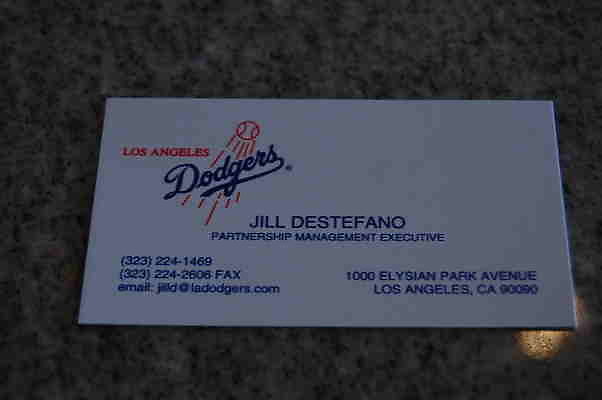 LOS ANGELES
Dodgers
JILL DESTEFANO
PARTNERSHIP MANAGEMENT EXECUTIVE
(323) 224-1469
(323) 224-2606 FAX
email: jilld@ladodgers.com
1000 ELYSIAN PARK AVENUE
LOS ANGELES, CA 90090